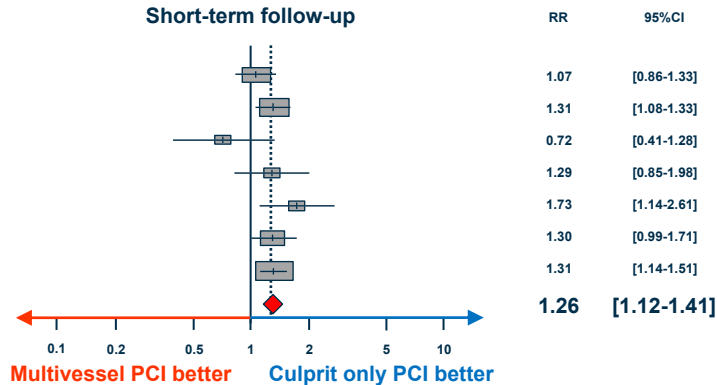 Short-term follow-up RR 95%CI
1.07 [0.86-1.33]
1.31 [1.08-1.33]
0.72 [0.41-1.28]
1.29 [0.85-1.98]
1.73 [1.14-2.61]
1.30 [0.99-1.71]
1.31 [1.14-1.51]
1.26 [1.12-1.41]
0.1 0.2 0.5 1 2 5 10
Multivessel PCI better Culprit only PCI better